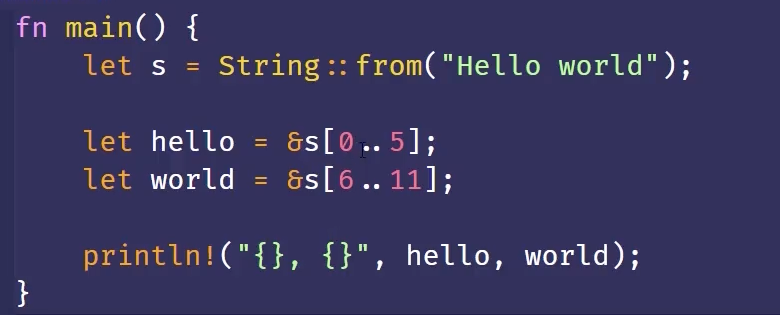 fn main() {
    let s = String::from("Hello world");

    let hello = &s[0..5];
    let world = &s[6..11];

    println!("{}, {}", hello, world);
}